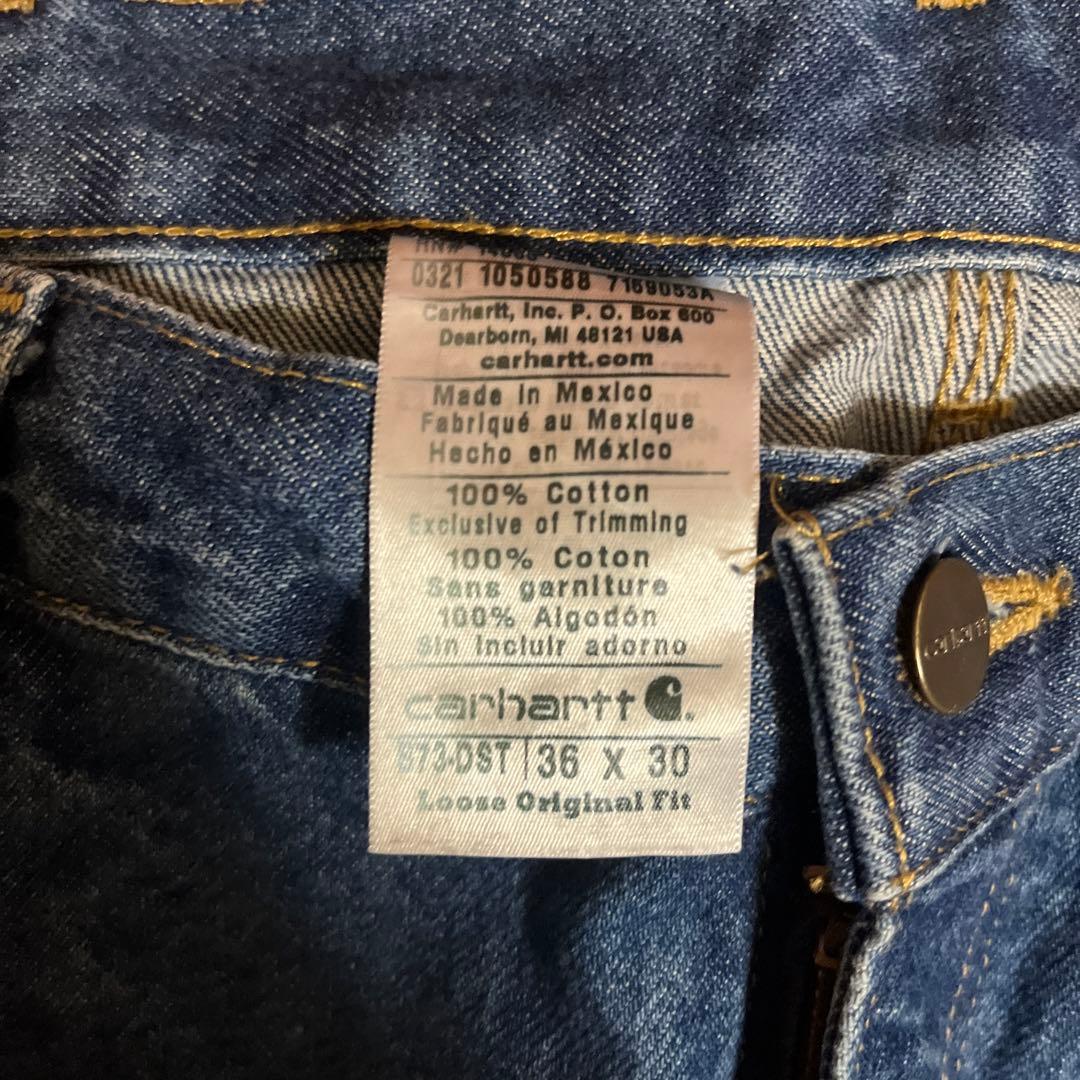 0321 1050588 7169053A
Carhartt, Inc. P. O. Box 600
Dearborn, MI 48121 USA
carhartt.com
Made in Mexico
Fabriqué au Mexique
Hecho en México
100% Cotton
Exclusive of Trimming
100% Coton
Sans garniture
100% Algodón
Sin incluir adorno
carhartt
B73-DST 36 X 30
Loose Original Fit
carhartt